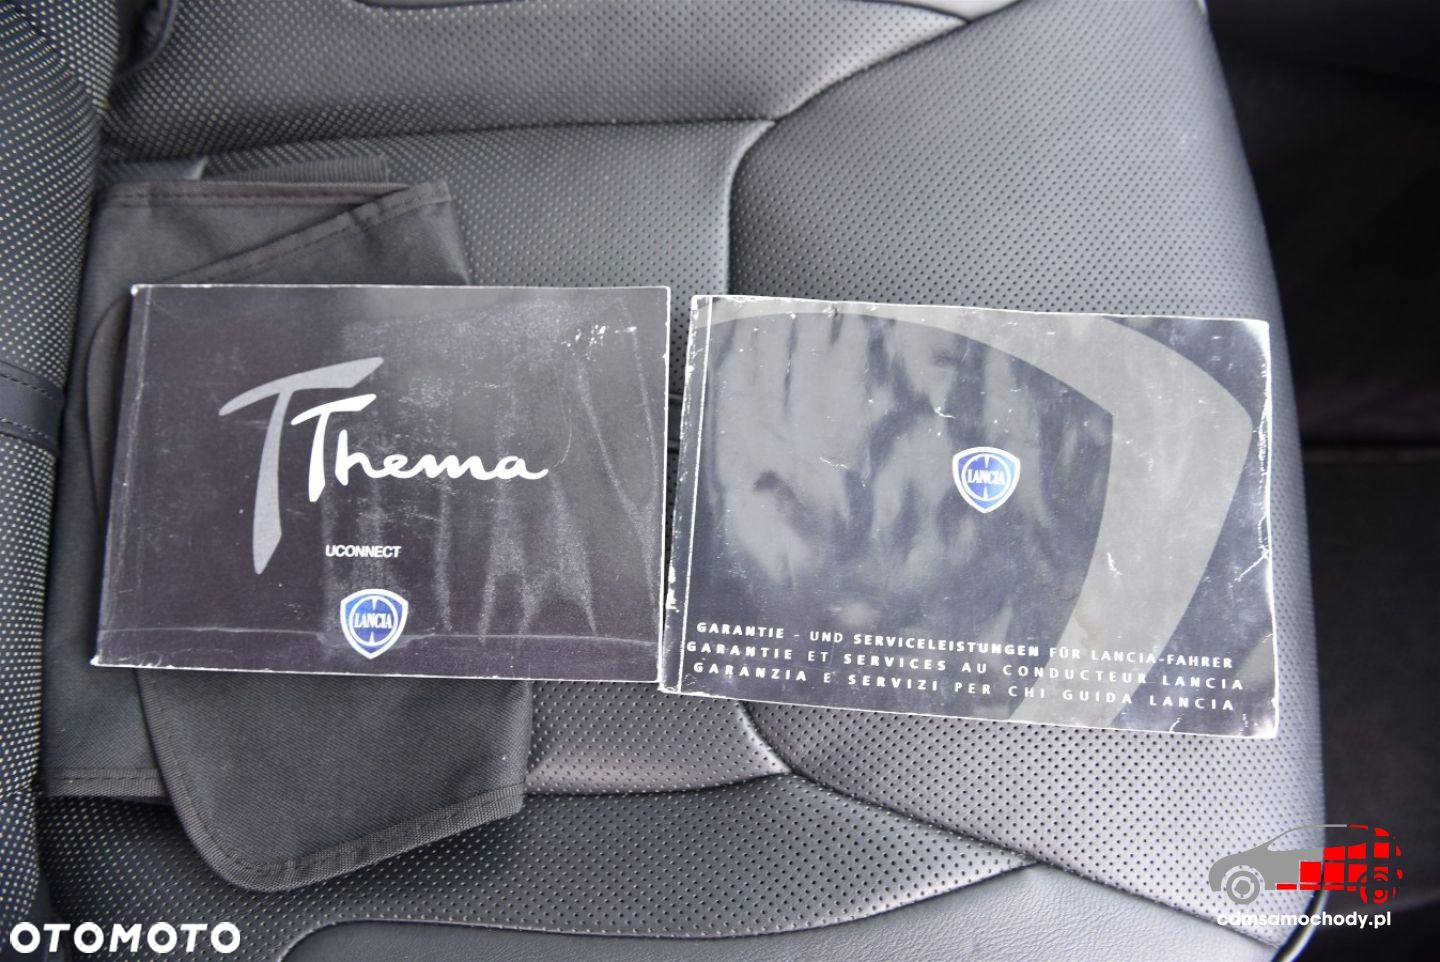 Thema
UCONNECT
LANCIA
LANCIA
GARANTIE - UND SERVICELEISTUNGEN FÜR LANCIA-FAHRER
GARANTIE ET SERVICES AU CONDUCTEUR LANCIA
GARANZIA E SERVIZI PER CHI GUIDA LANCIA
OTOMOTO
cdmsamochody.pl